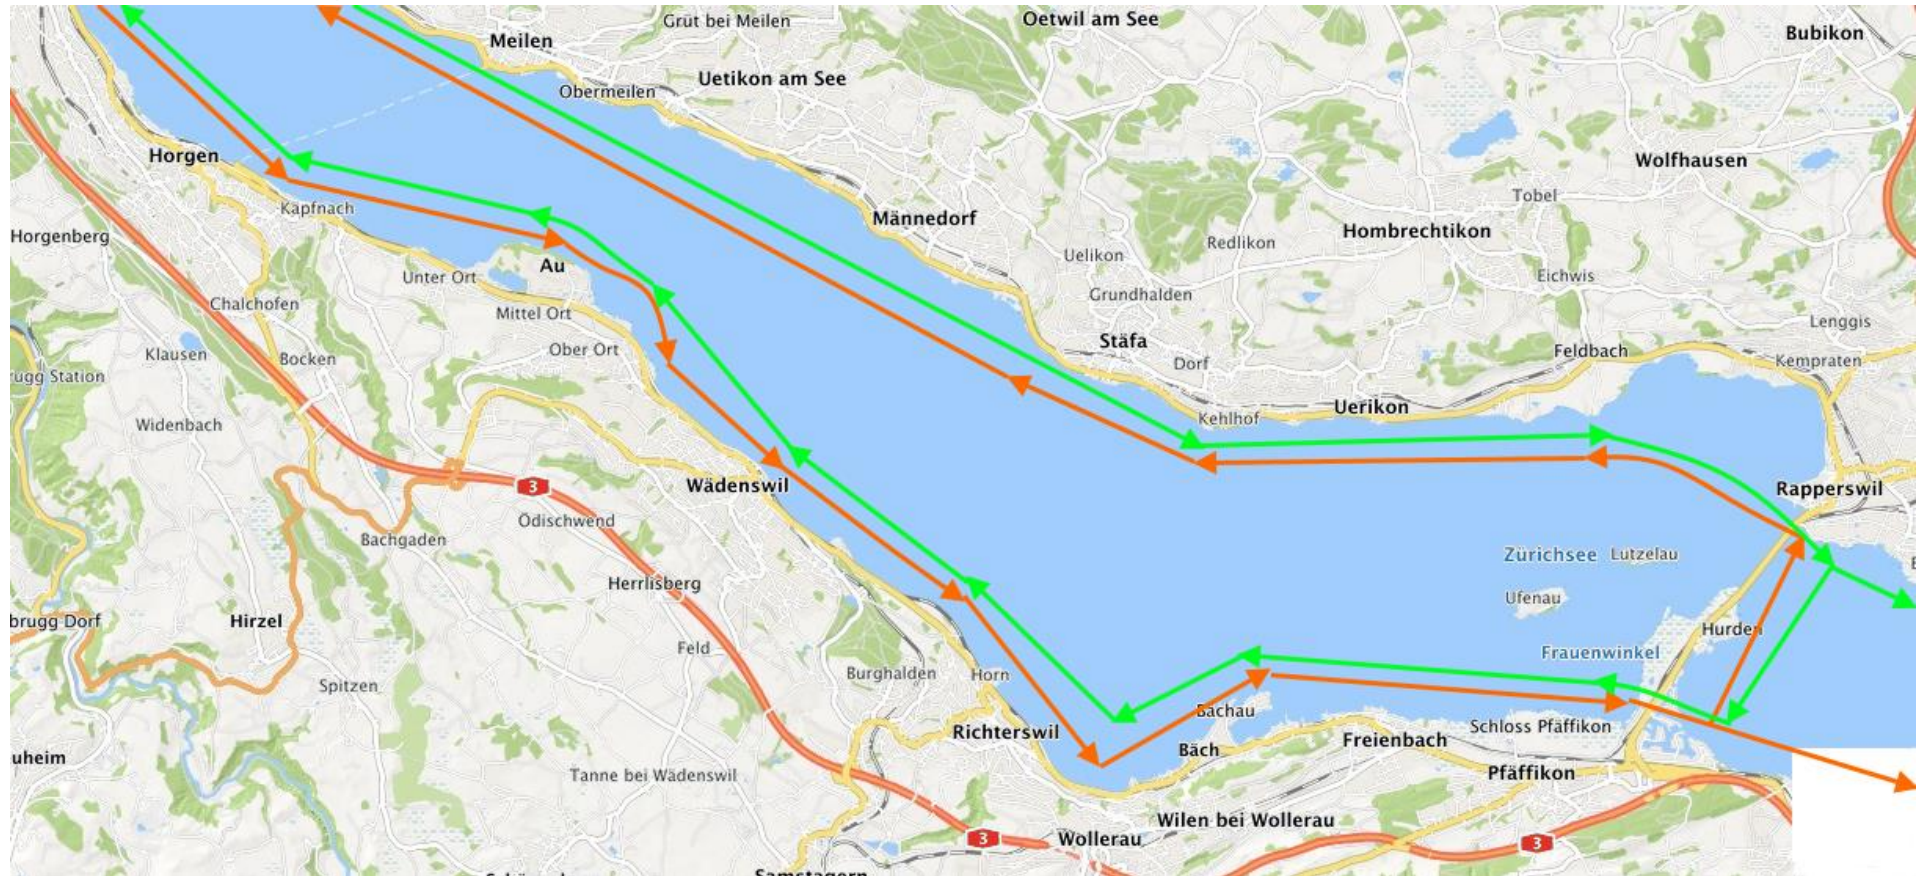 Grüt bei Meilen
Oetwil am See
Bubikon
Meilen
Uetikon am See
Obermeilen
Horgen
Wolfhausen
Tobel
Kapfnach
Männedorf
Hombrechtikon
Horgenberg
Redlikon
Uelikon
Au
Unter Ort
Eichwis
Grundhalden
Chalchofen
Mittel Ort
Lenggis
Stäfa
Ober Ort
Feldbach
Klausen
Bocken
Dorf
Kempraten
ugg Station
Uerikon
Kehlhof
Widenbach
Wädenswil
3
Rapperswil
Ödischwend
Bachgaden
Zürichsee
Lutzelau
Herrlisberg
Ufenau
brugg Dorf
Hirzel
Hurden
Feld
Frauenwinkel
Burghalden
Horn
Spitzen
Bachau
Schloss Pfäffikon
Richterswil
Freienbach
Bäch
uheim
Tanne bei Wädenswil
Pfäffikon
Wilen bei Wollerau
3
Wollerau
3
Samstagern